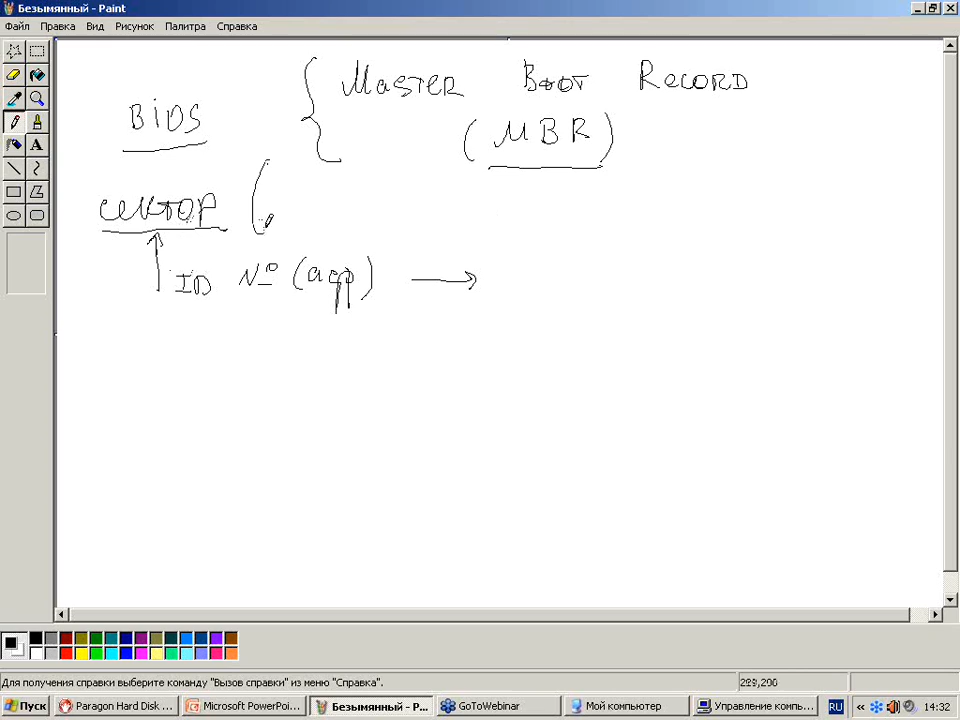 Безымянный - Paint
Файл Правка Вид Рисунок Палитра Справка
{ MASTER BOOT RECORD
BIOS
(MBR)
сектор (
ID № (адр) →
Для получения справки выберите команду "Вызов справки" из меню "Справка".
Пуск Paragon Hard Disk ... Microsoft PowerPoi... Безымянный - P... GoToWebinar Мой компьютер Управление компь... RU « 14:32